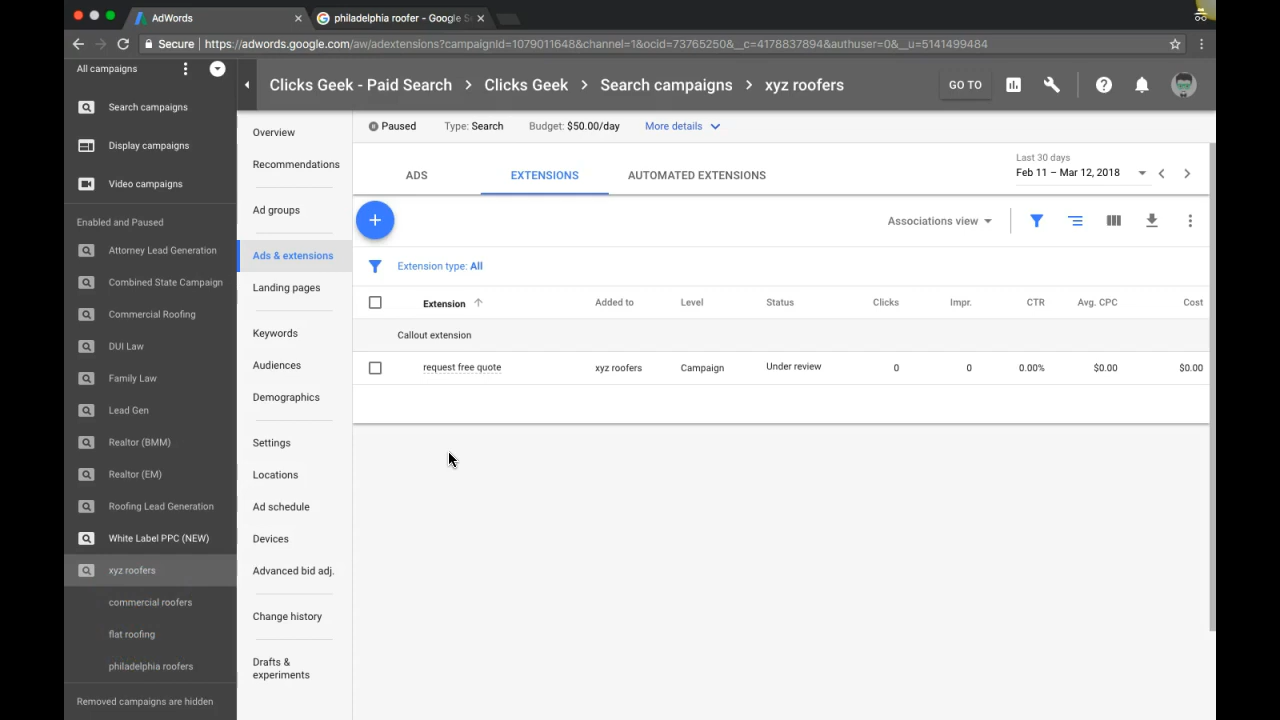 AdWords
philadelphia roofer - Google S
Secure
https://adwords.google.com/aw/adextensions?campaignId=1079011648&channel=1&ocid=73765250&__c=4178837894&authuser=0&__u=5141499484
All campaigns
Clicks Geek - Paid Search > Clicks Geek > Search campaigns > xyz roofers
GO TO
Search campaigns
Display campaigns
Video campaigns
Enabled and Paused
Attorney Lead Generation
Combined State Campaign
Commercial Roofing
DUI Law
Family Law
Lead Gen
Realtor (BMM)
Realtor (EM)
Roofing Lead Generation
White Label PPC (NEW)
xyz roofers
commercial roofers
flat roofing
philadelphia roofers
Removed campaigns are hidden
Overview
Recommendations
Ad groups
Ads & extensions
Landing pages
Keywords
Audiences
Demographics
Settings
Locations
Ad schedule
Devices
Advanced bid adj.
Change history
Drafts &
experiments
Paused Type: Search Budget: $50.00/day More details
ADS EXTENSIONS AUTOMATED EXTENSIONS
Last 30 days
Feb 11 – Mar 12, 2018
Associations view
Extension type: All
Extension Added to Level Status Clicks Impr. CTR Avg. CPC Cost
Callout extension
request free quote xyz roofers Campaign Under review 0 0 0.00% $0.00 $0.00